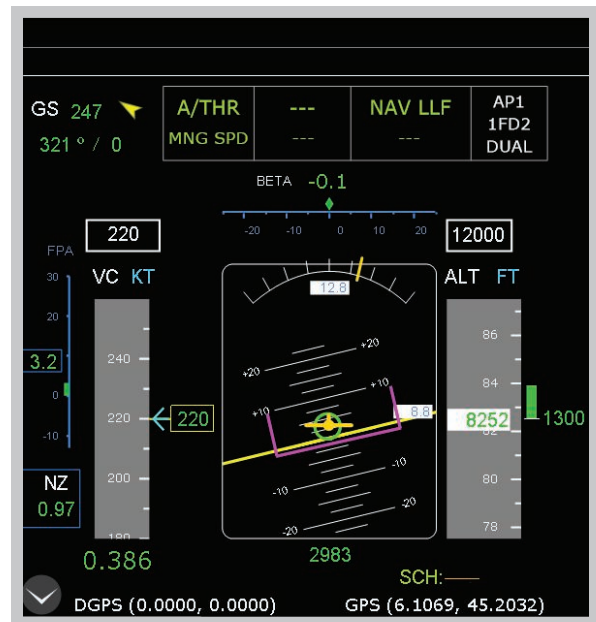 GS 247
321 º / 0
A/THR --- NAV LLF AP1
MNG SPD --- --- 1FD2
DUAL
BETA -0.1
-20 -10 0 10 20
220
12000
FPA
VC KT
ALT FT
30
20
3.2
0
-10
NZ
0.97
240
220
200
180
220
0.386
12.8
+20 +20
+10 +10
8.8
-10 -10
-20 -20
2983
86
84
8252
82
80
78
1300
SCH:
DGPS (0.0000, 0.0000) GPS (6.1069, 45.2032)